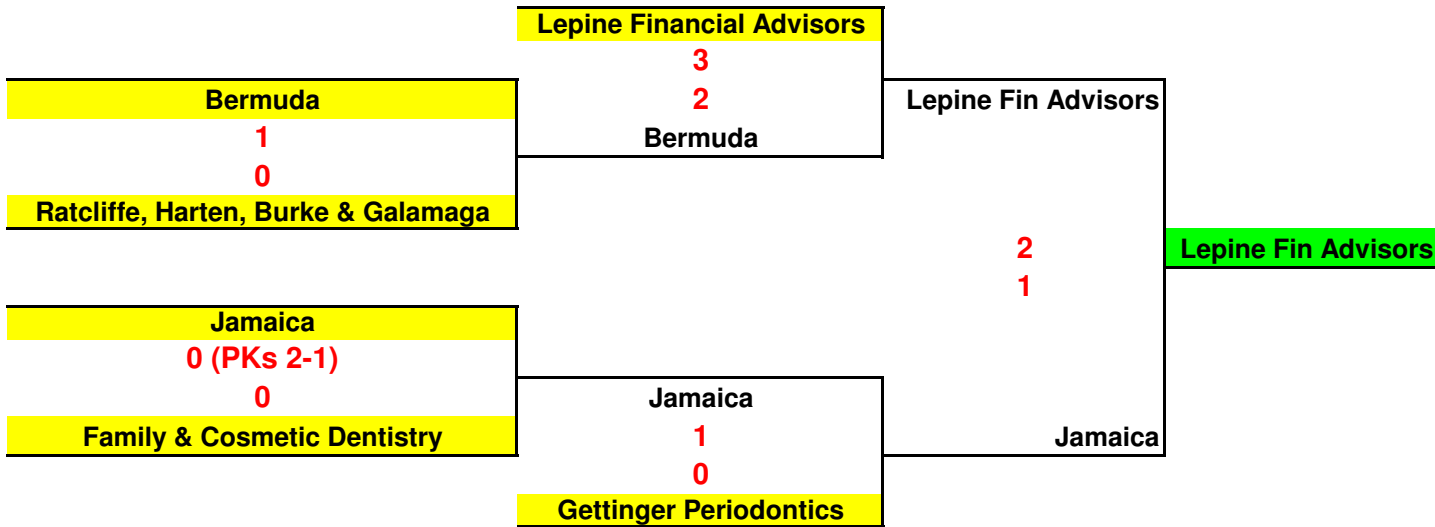 Lepine Financial Advisors
3
2
Bermuda
Bermuda
1
0
Ratcliffe, Harten, Burke & Galamaga
Lepine Fin Advisors
2
1
Jamaica
Lepine Fin Advisors
Jamaica
0 (PKs 2-1)
0
Family & Cosmetic Dentistry
Jamaica
1
0
Gettinger Periodontics